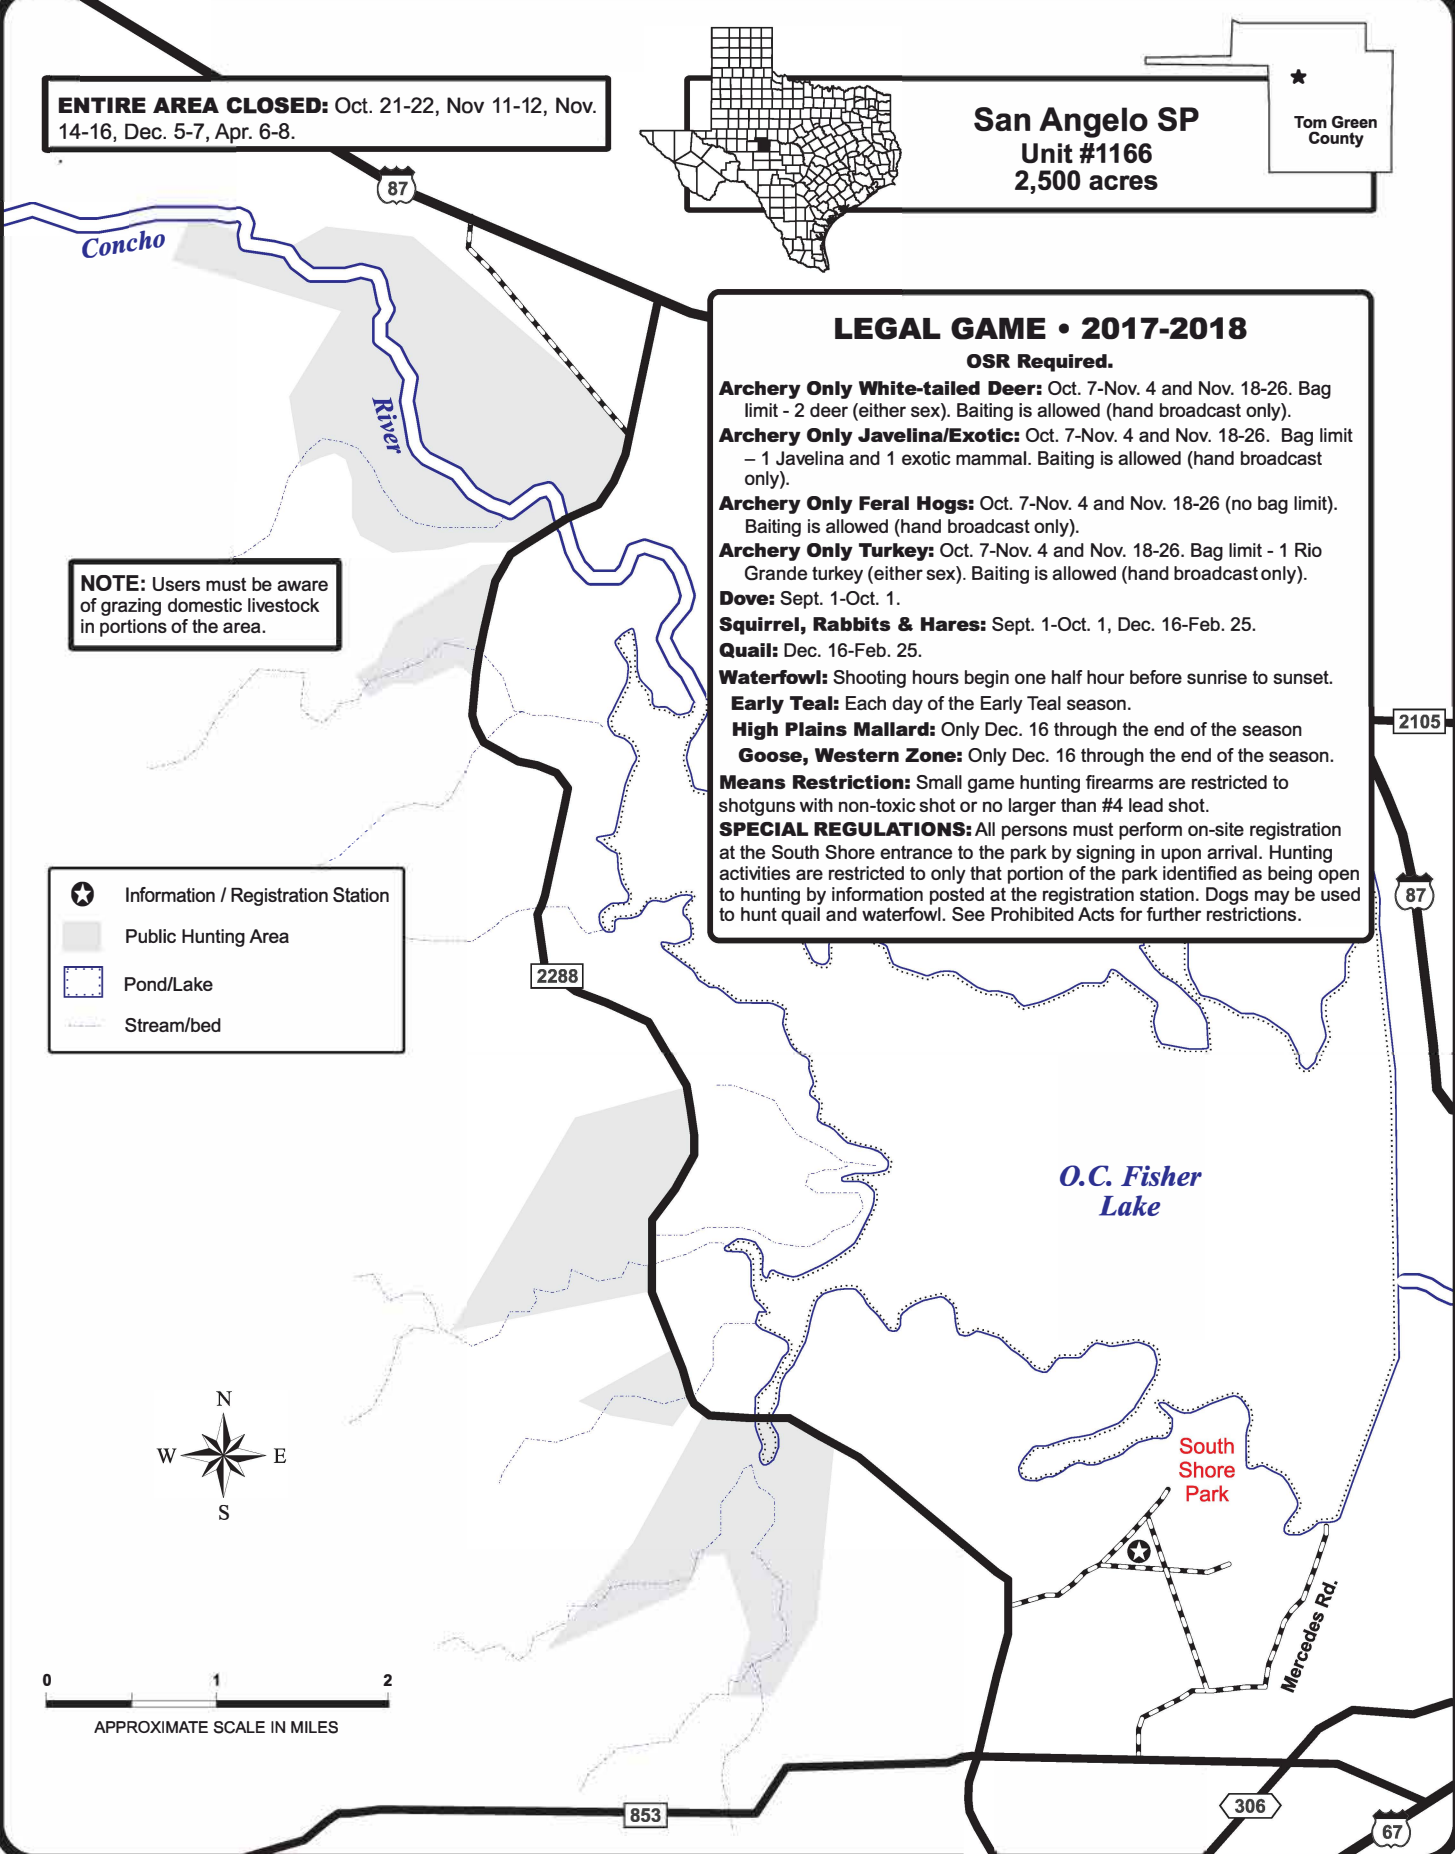 ENTIRE AREA CLOSED: Oct. 21-22, Nov 11-12, Nov.
14-16, Dec. 5-7, Apr. 6-8.
San Angelo SP
Unit #1166
2,500 acres
Tom Green
County
87
Concho
River
LEGAL GAME • 2017-2018
OSR Required.
Archery Only White-tailed Deer: Oct. 7-Nov. 4 and Nov. 18-26. Bag
limit - 2 deer (either sex). Baiting is allowed (hand broadcast only).
Archery Only Javelina/Exotic: Oct. 7-Nov. 4 and Nov. 18-26. Bag limit
– 1 Javelina and 1 exotic mammal. Baiting is allowed (hand broadcast
only).
Archery Only Feral Hogs: Oct. 7-Nov. 4 and Nov. 18-26 (no bag limit).
Baiting is allowed (hand broadcast only).
Archery Only Turkey: Oct. 7-Nov. 4 and Nov. 18-26. Bag limit - 1 Rio
Grande turkey (either sex). Baiting is allowed (hand broadcast only).
Dove: Sept. 1-Oct. 1.
Squirrel, Rabbits & Hares: Sept. 1-Oct. 1, Dec. 16-Feb. 25.
Quail: Dec. 16-Feb. 25.
Waterfowl: Shooting hours begin one half hour before sunrise to sunset.
Early Teal: Each day of the Early Teal season.
High Plains Mallard: Only Dec. 16 through the end of the season
Goose, Western Zone: Only Dec. 16 through the end of the season.
Means Restriction: Small game hunting firearms are restricted to
shotguns with non-toxic shot or no larger than #4 lead shot.
SPECIAL REGULATIONS: All persons must perform on-site registration
at the South Shore entrance to the park by signing in upon arrival. Hunting
activities are restricted to only that portion of the park identified as being open
to hunting by information posted at the registration station. Dogs may be used
to hunt quail and waterfowl. See Prohibited Acts for further restrictions.
NOTE: Users must be aware
of grazing domestic livestock
in portions of the area.
2105
87
Information / Registration Station
Public Hunting Area
Pond/Lake
Stream/bed
2288
O.C. Fisher
Lake
N
W E
S
South
Shore
Park
Mercedes Rd.
0 1 2
APPROXIMATE SCALE IN MILES
853
306
67